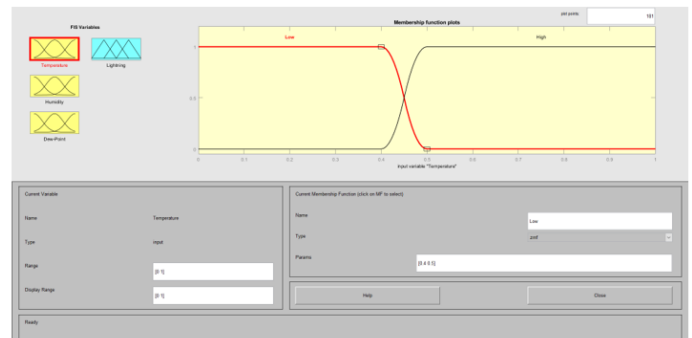 FIS Variables
Temperature
Lightning
Humidity
Dew-Point
plot points:
181
Membership function plots
Low
High
1
0.5
0
0 0.1 0.2 0.3 0.4 0.5 0.6 0.7 0.8 0.9 1
input variable "Temperature"
Current Variable
Name Temperature
Type input
Range [0 1]
Display Range [0 1]
Current Membership Function (click on MF to select)
Name Low
Type zmf
Params [0.4 0.5]
Help Close
Ready